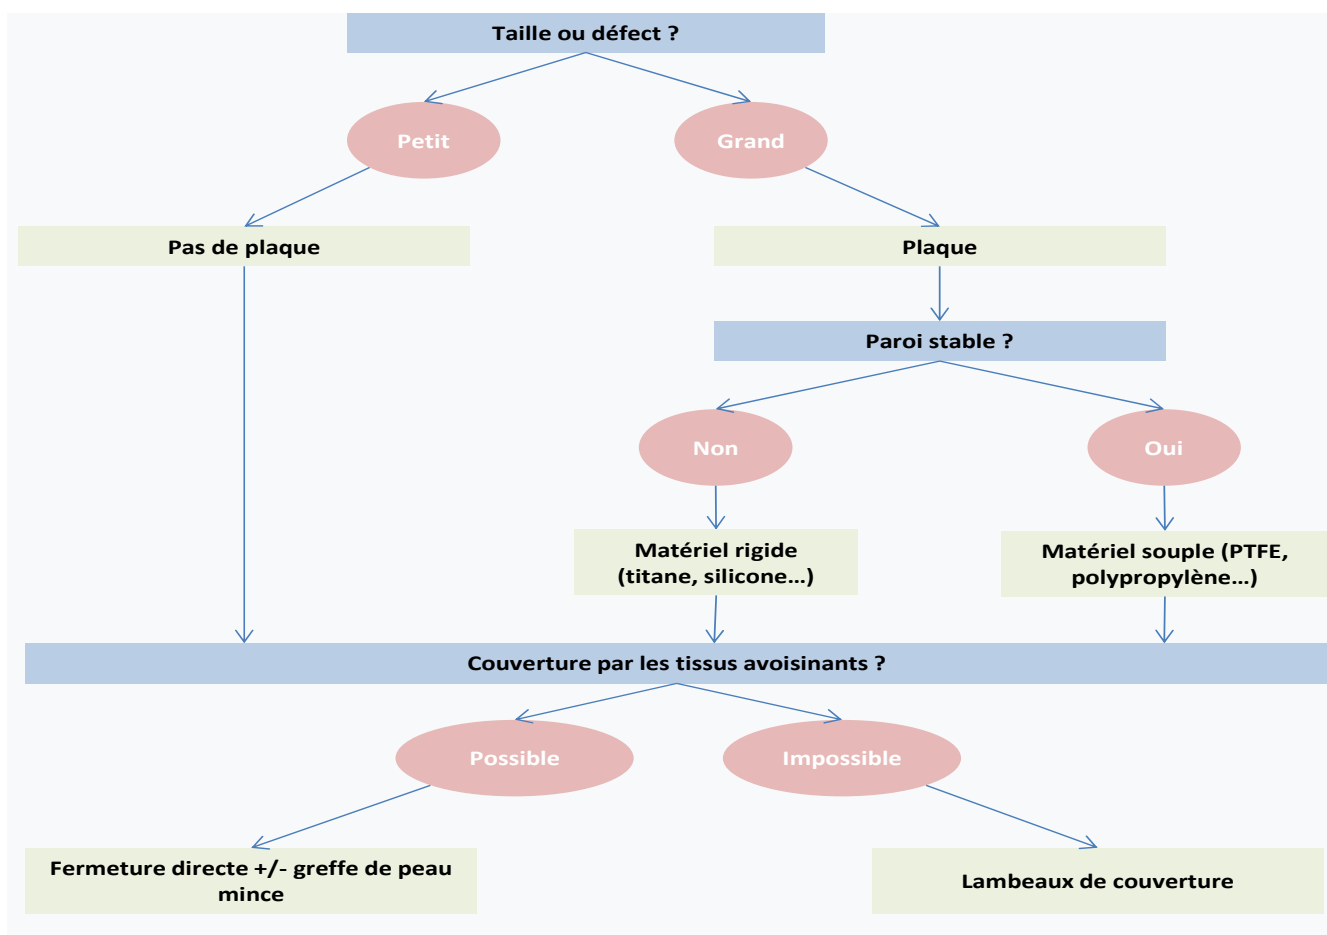 Taille ou défect ?
Petit
Grand
Pas de plaque
Plaque
Paroi stable ?
Non
Oui
Matériel rigide
(titane, silicone…)
Matériel souple (PTFE,
polypropylène…)
Couverture par les tissus avoisinants ?
Possible
Impossible
Fermeture directe +/- greffe de peau
mince
Lambeaux de couverture